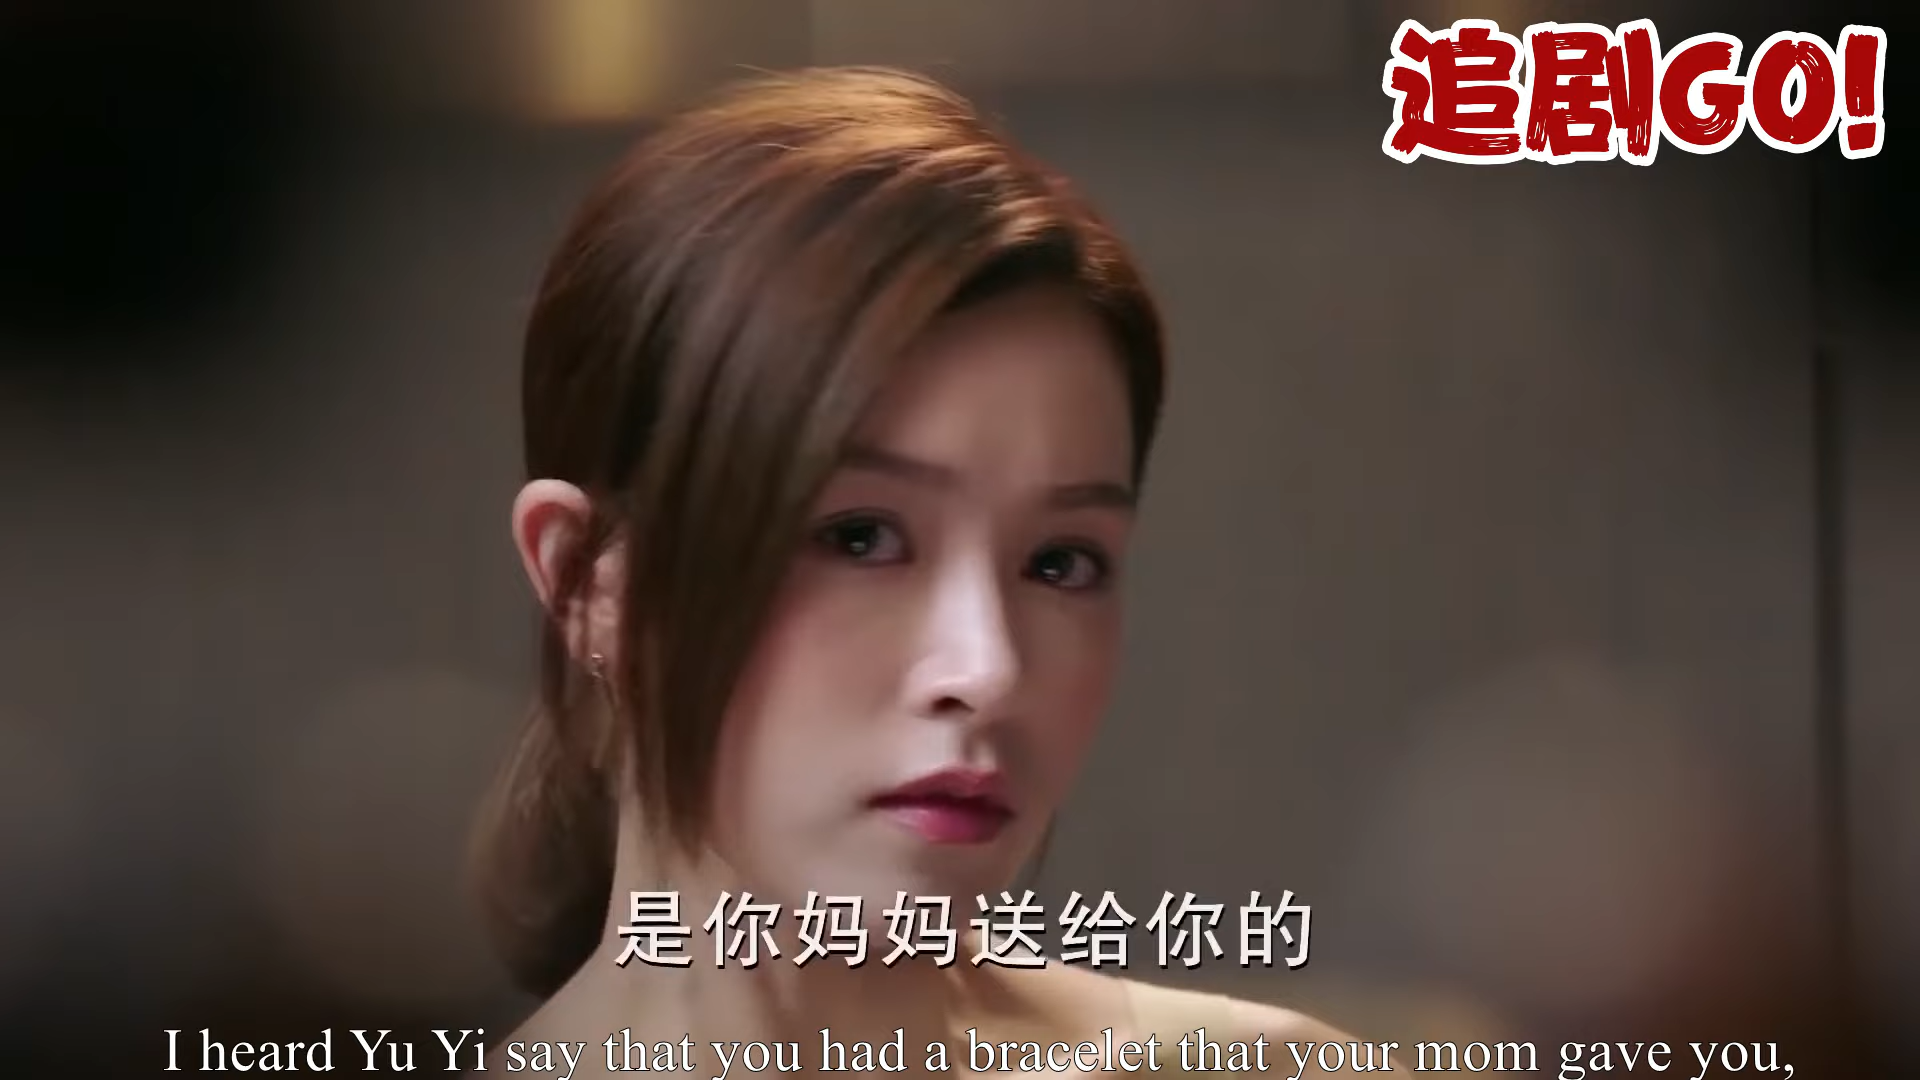 追剧GO!
是你妈妈送给你的
I heard Yu Yi say that you had a bracelet that your mom gave you,